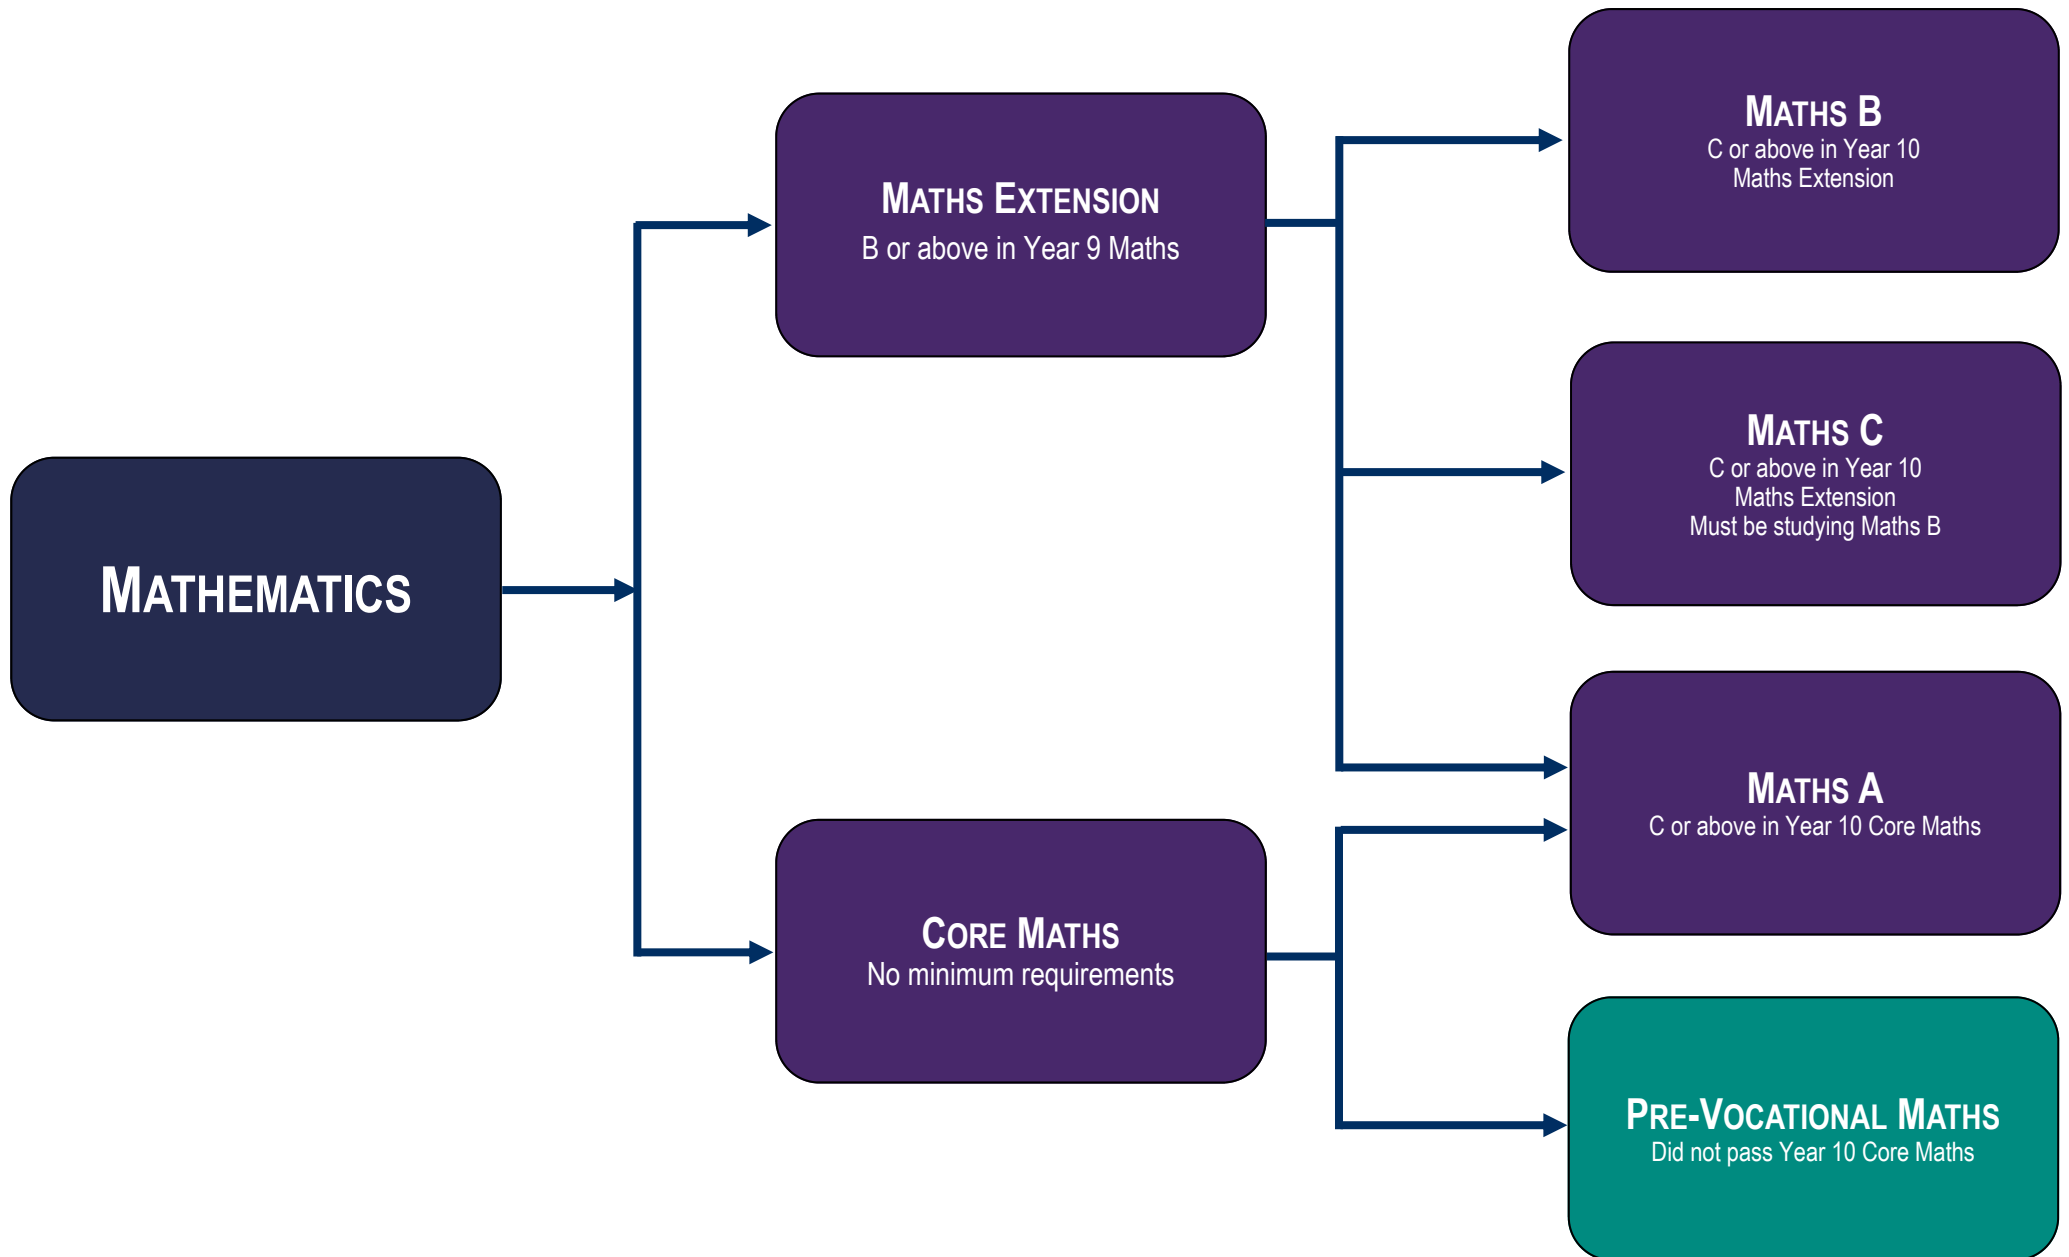 MATHEMATICS
MATHS EXTENSION
B or above in Year 9 Maths
CORE MATHS
No minimum requirements
MATHS B
C or above in Year 10
Maths Extension
MATHS C
C or above in Year 10
Maths Extension
Must be studying Maths B
MATHS A
C or above in Year 10 Core Maths
PRE-VOCATIONAL MATHS
Did not pass Year 10 Core Maths